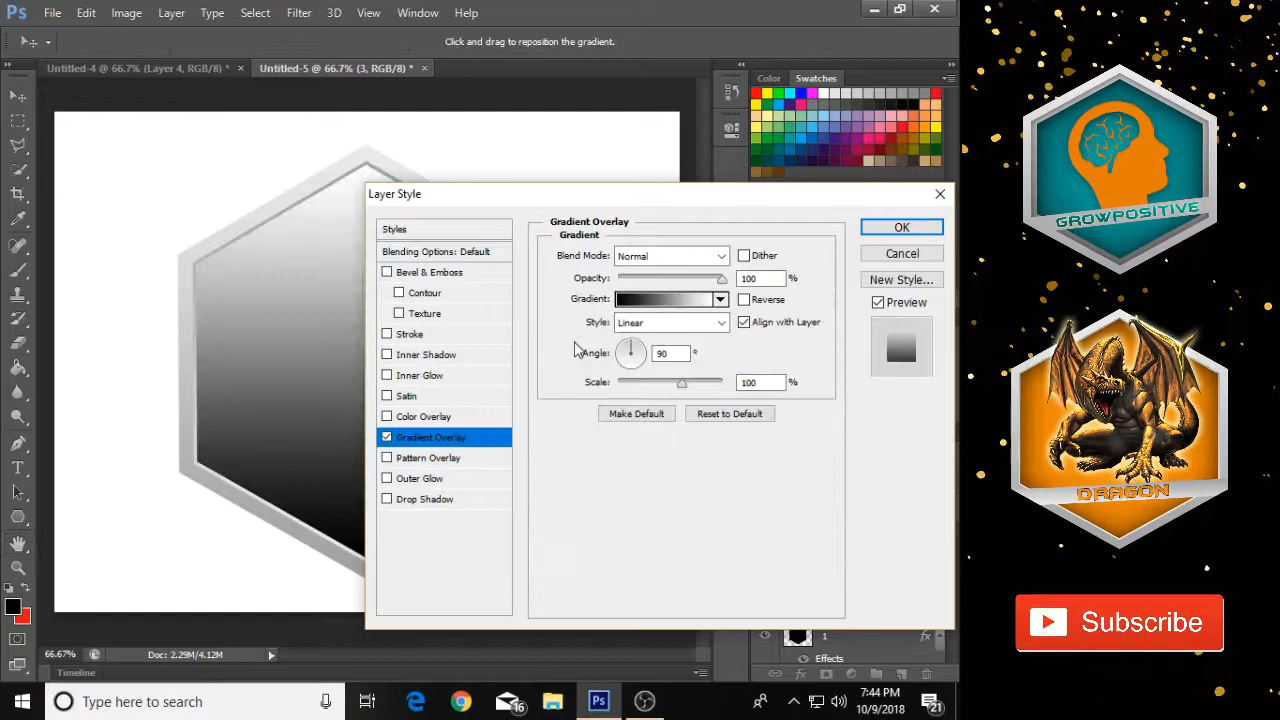 Ps File Edit Image Layer Type Select Filter 3D View Window Help
Click and drag to reposition the gradient.
Untitled-4 @ 66.7% (Layer 4, RGB/8) * ×
Untitled-5 @ 66.7% (3, RGB/8) * ×
Color Swatches
Layer Style
Styles
Blending Options: Default
Bevel & Emboss
Contour
Texture
Stroke
Inner Shadow
Inner Glow
Satin
Color Overlay
Gradient Overlay
Pattern Overlay
Outer Glow
Drop Shadow
Gradient Overlay
Gradient
Blend Mode: Normal Dither
Opacity: 100 %
Gradient: Reverse
Style: Linear Align with Layer
Angle: 90 °
Scale: 100 %
Make Default Reset to Default
OK
Cancel
New Style...
Preview
1 fx
Effects
66.67% Doc: 2.29M/4.12M
Timeline
Type here to search
16
Ps
7:44 PM
10/9/2018
21
GROWPOSITIVE
DRAGON
Subscribe